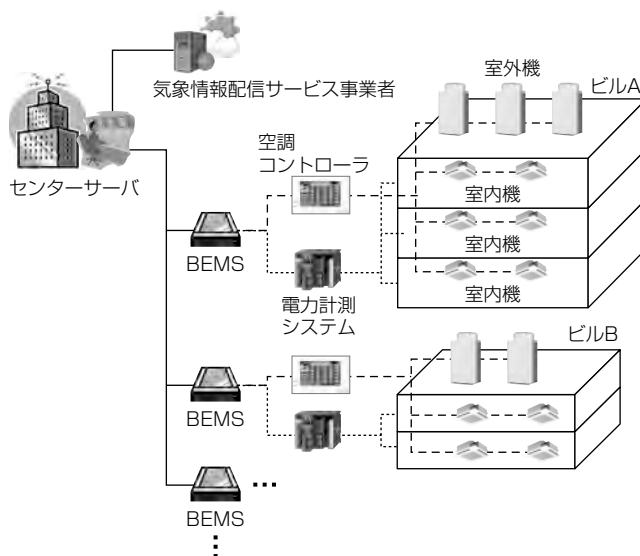 室外機
ビルA
気象情報配信サービス事業者
空調
コントローラ
センターサーバ
室内機
室内機
BEMS
室内機
電力計測
システム
ビルB
BEMS
…
BEMS